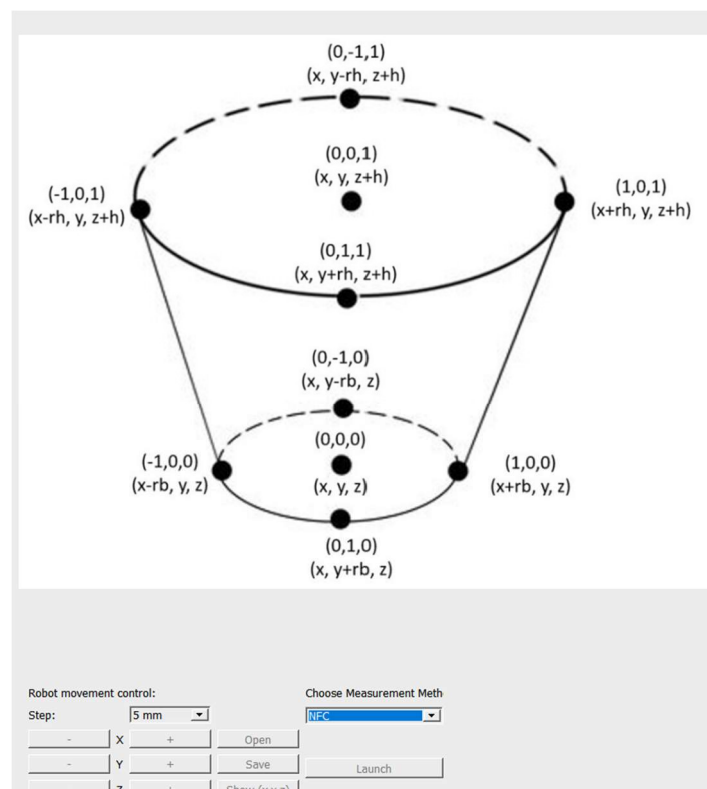 (0,-1,1)
(x, y-rh, z+h)
(0,0,1)
(x, y, z+h)
(-1,0,1)
(x-rh, y, z+h)
(1,0,1)
(x+rh, y, z+h)
(0,1,1)
(x, y+rh, z+h)
(0,-1,0)
(x, y-rb, z)
(0,0,0)
(x, y, z)
(-1,0,0)
(x-rb, y, z)
(1,0,0)
(x+rb, y, z)
(0,1,0)
(x, y+rb, z)
Robot movement control: Choose Measurement Meth
Step: 5 mm NFC
- X + Open
- Y + Save
Launch
Z Show (x,y,z)